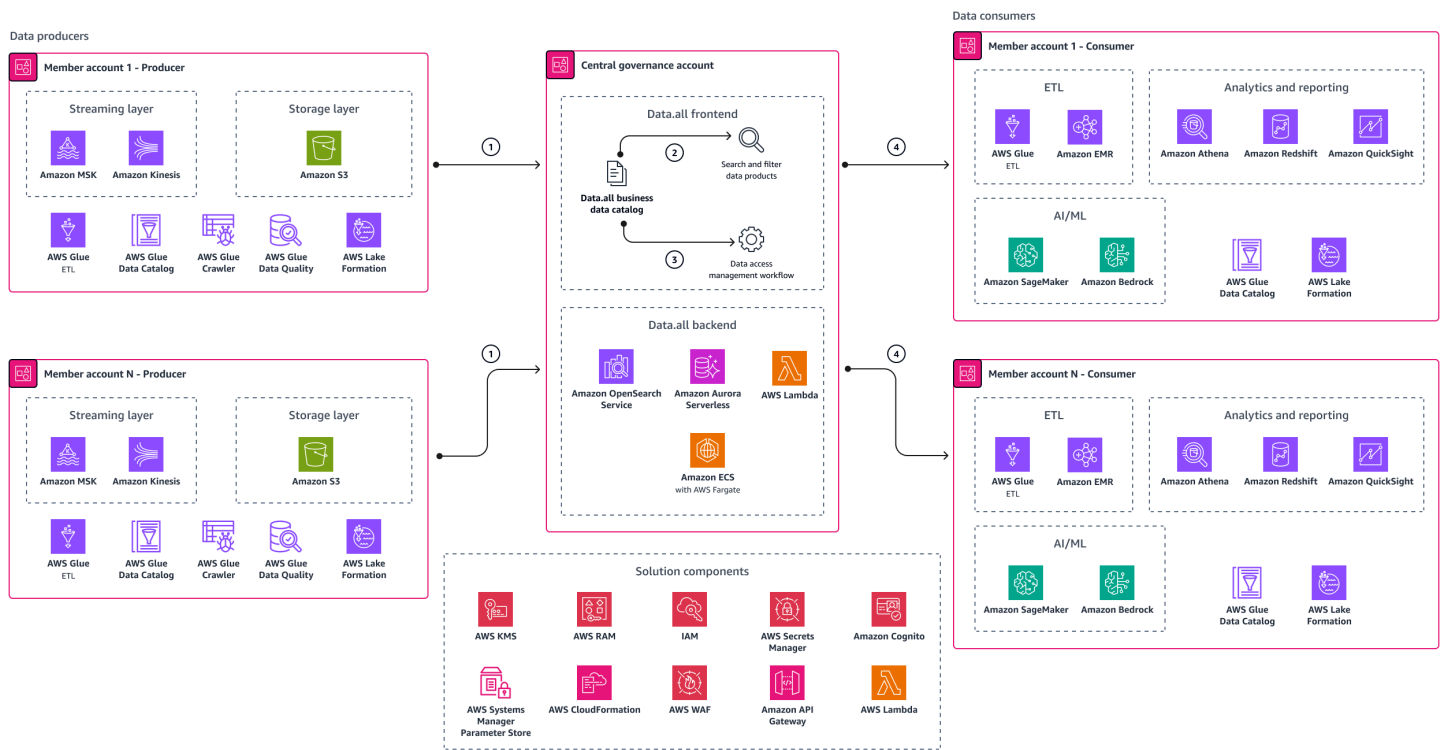 Data producers
Member account 1 - Producer
Streaming layer
Amazon MSK
Amazon Kinesis
Storage layer
Amazon S3
AWS Glue
ETL
AWS Glue
Data Catalog
AWS Glue
Crawler
AWS Glue
Data Quality
AWS Lake
Formation
Member account N - Producer
Streaming layer
Amazon MSK
Amazon Kinesis
Storage layer
Amazon S3
AWS Glue
ETL
AWS Glue
Data Catalog
AWS Glue
Crawler
AWS Glue
Data Quality
AWS Lake
Formation
1
1
Central governance account
Data.all frontend
2
Search and filter
data products
Data.all business
data catalog
3
Data access
management workflow
Data.all backend
Amazon OpenSearch
Service
Amazon Aurora
Serverless
AWS Lambda
Amazon ECS
with AWS Fargate
4
4
Data consumers
Member account 1 - Consumer
ETL
AWS Glue
ETL
Amazon EMR
Analytics and reporting
Amazon Athena
Amazon Redshift
Amazon QuickSight
AI/ML
Amazon SageMaker
Amazon Bedrock
AWS Glue
Data Catalog
AWS Lake
Formation
Member account N - Consumer
ETL
AWS Glue
ETL
Amazon EMR
Analytics and reporting
Amazon Athena
Amazon Redshift
Amazon QuickSight
AI/ML
Amazon SageMaker
Amazon Bedrock
AWS Glue
Data Catalog
AWS Lake
Formation
Solution components
AWS KMS
AWS RAM
IAM
AWS Secrets
Manager
Amazon Cognito
AWS Systems
Manager
Parameter Store
AWS CloudFormation
AWS WAF
Amazon API
Gateway
AWS Lambda